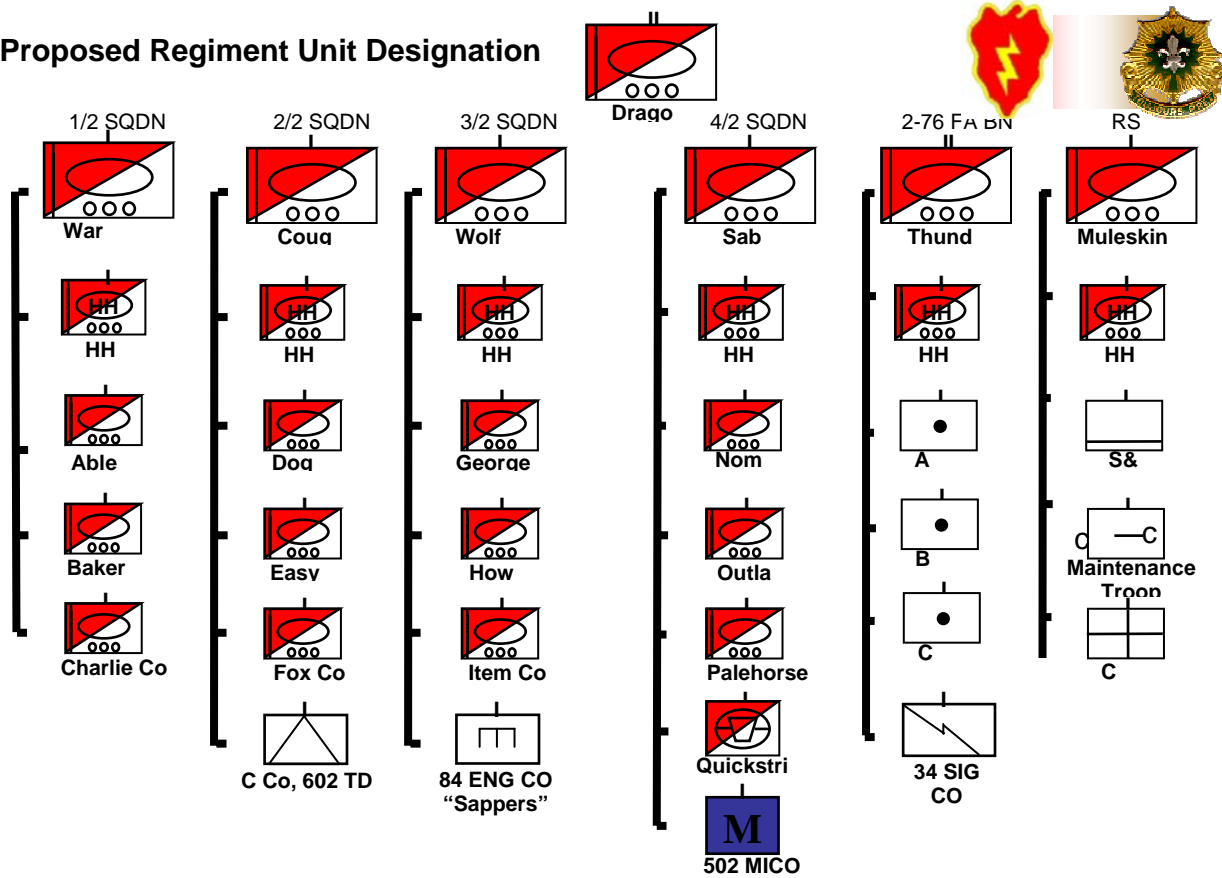 Proposed Regiment Unit Designation
Drago
1/2 SQDN
2/2 SQDN
3/2 SQDN
4/2 SQDN
2-76 FA BN
RS
War
Coug
Wolf
Sab
Thund
Muleskin
HH
HH
HH
HH
HH
HH
HH
HH
HH
HH
HH
HH
Able
Dog
George
Nom
A
S&
Baker
Easy
How
Outla
B
C C
Maintenance
Troop
Charlie Co
Fox Co
Item Co
Palehorse
C
C
C Co, 602 TD
84 ENG CO
“Sappers”
Quickstri
34 SIG
CO
M
502 MICO